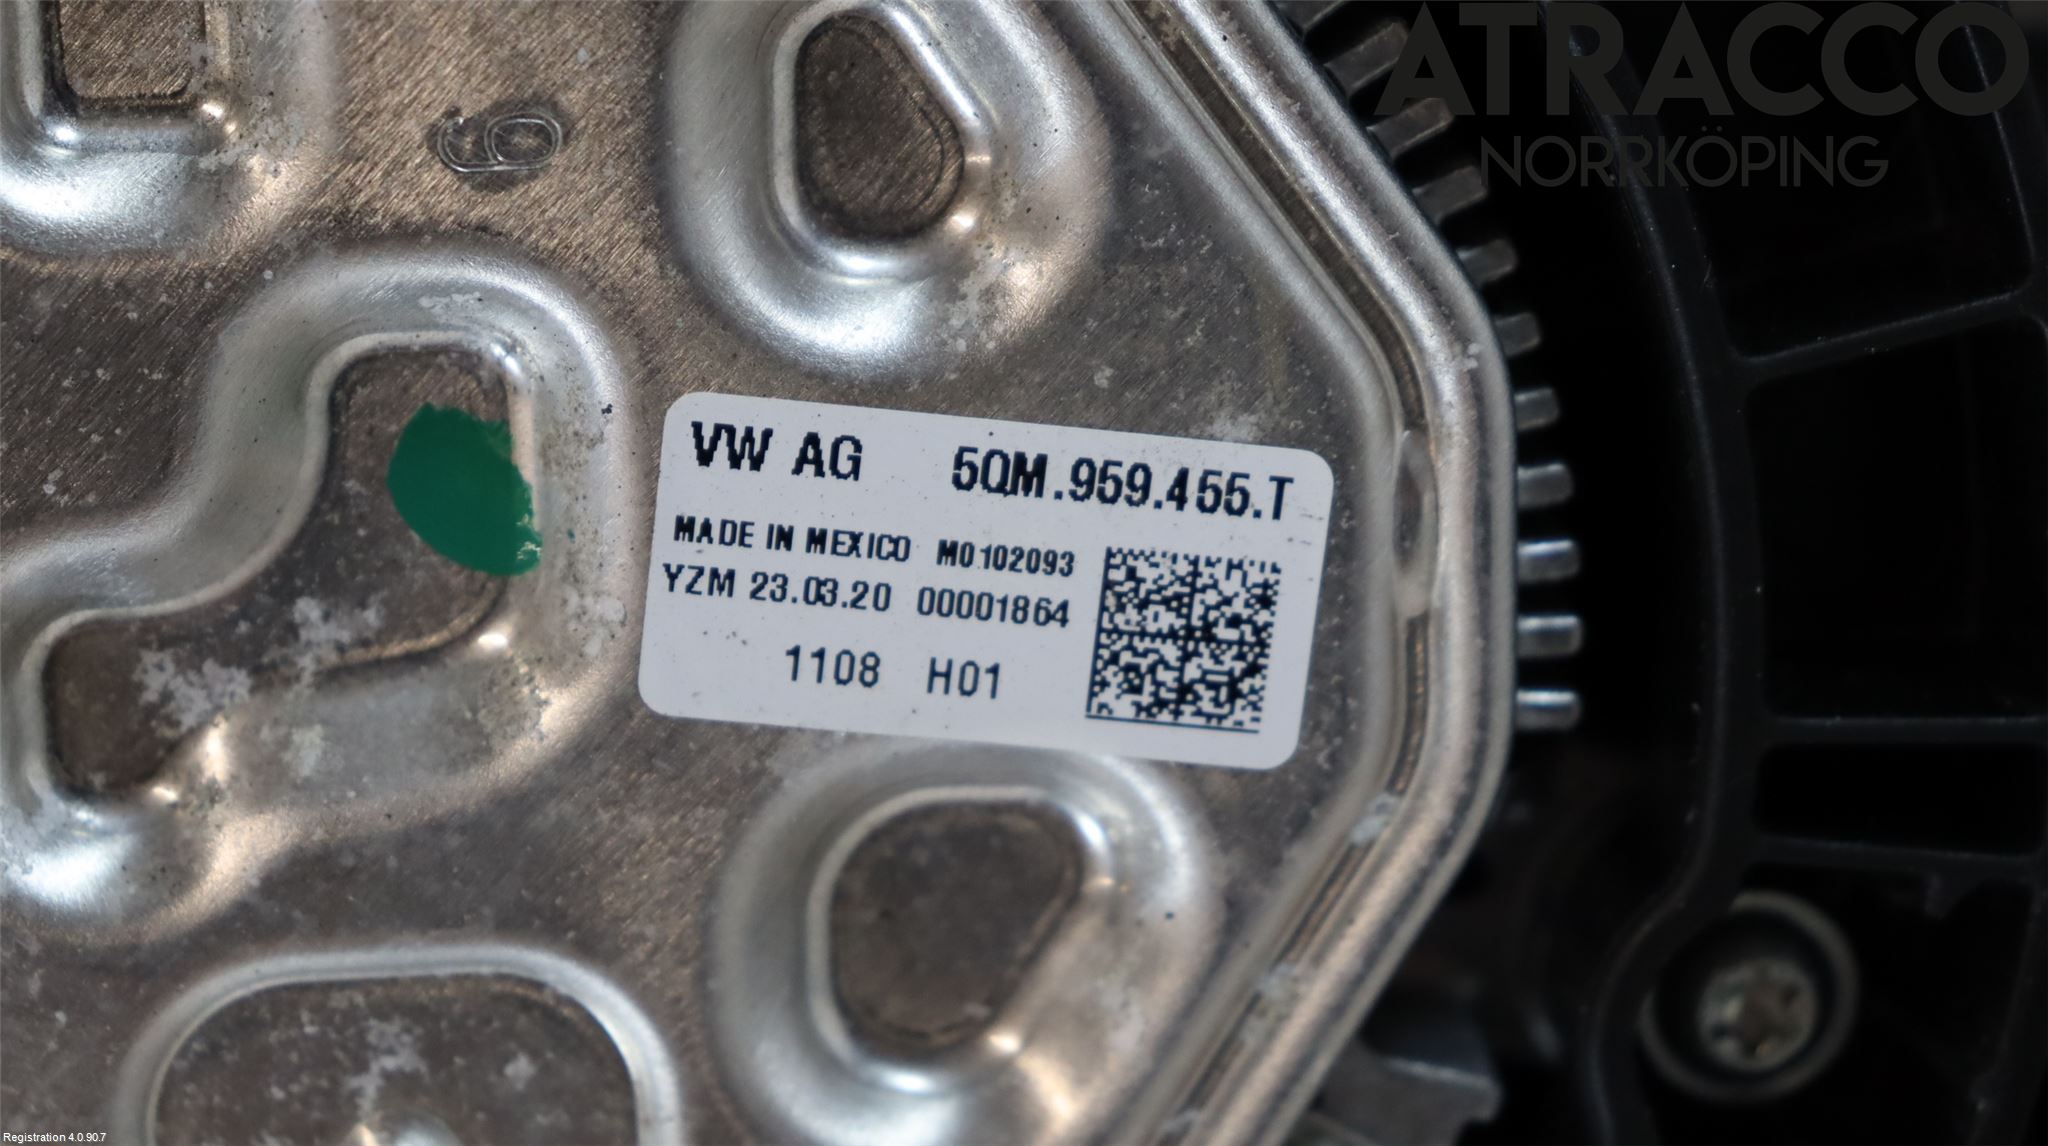 ATRACCO
NORRKÖPING
6
VW AG 5QM.959.455.T
MADE IN MEXICO M0102093
YZM 23.03.20 00001864
1108 H01
Registration 4.0.90.7